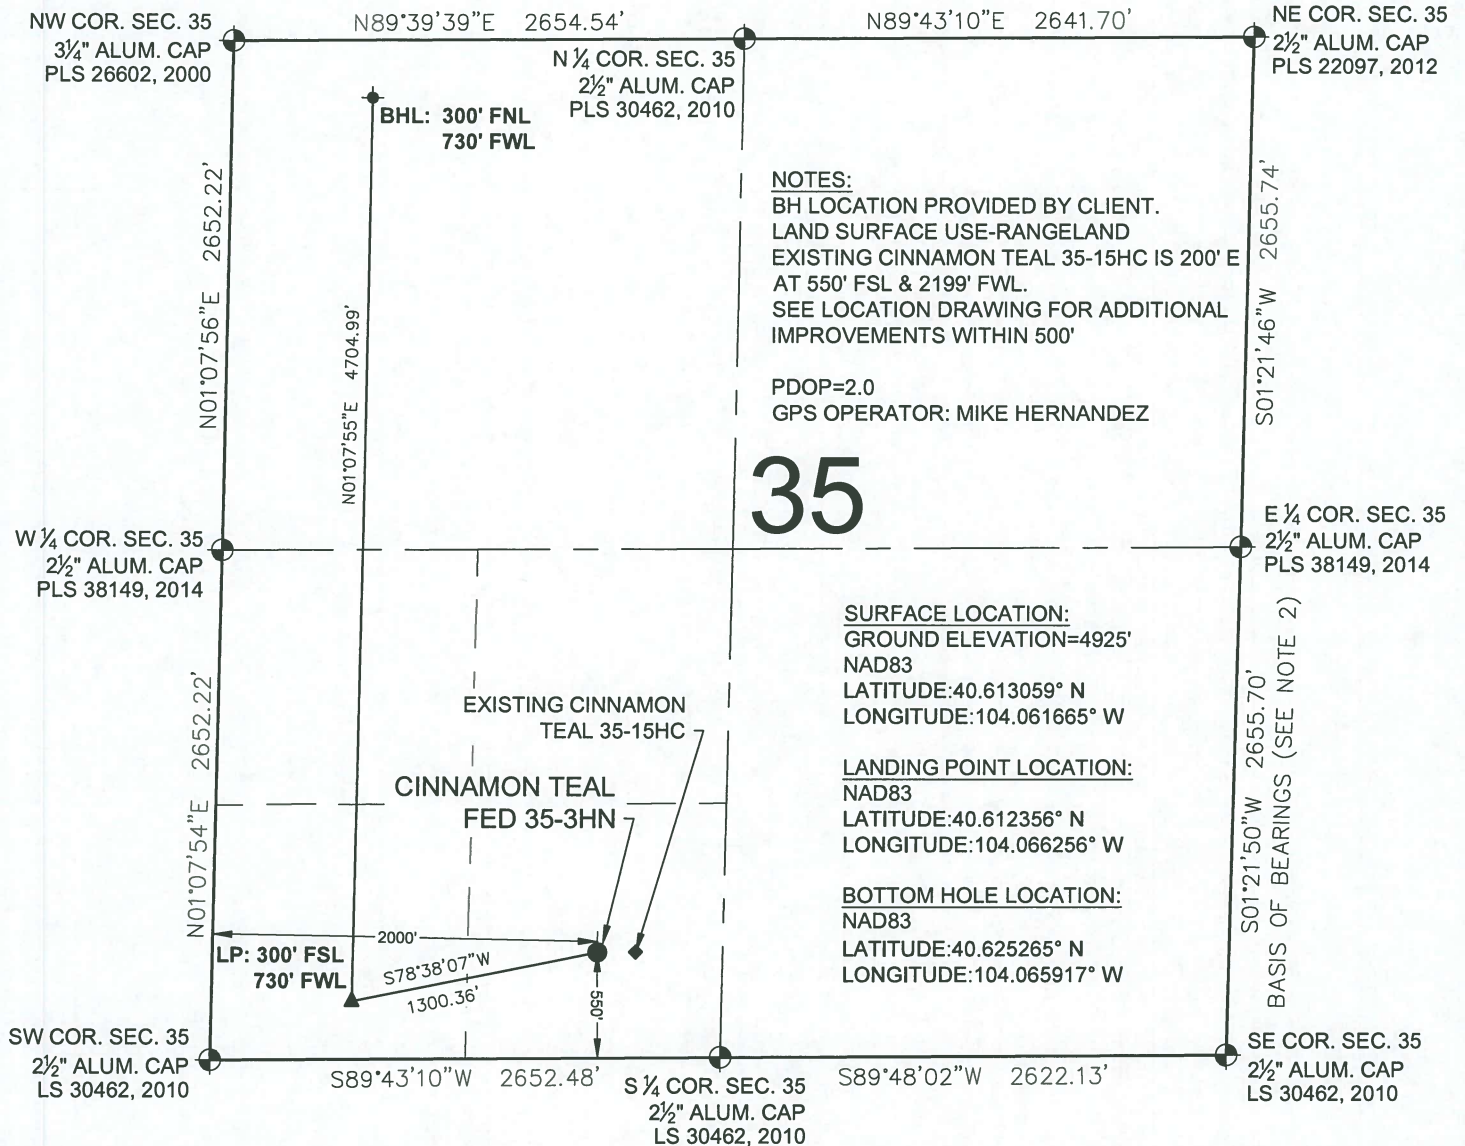 NW COR. SEC. 35
3¼" ALUM. CAP
PLS 26602, 2000
N89°39'39"E 2654.54'
N ¼ COR. SEC. 35
2½" ALUM. CAP
PLS 30462, 2010
N89°43'10"E 2641.70'
NE COR. SEC. 35
2½" ALUM. CAP
PLS 22097, 2012
BHL: 300' FNL
730' FWL
N01°07'56"E 2652.22'
N01°07'55"E 4704.99'
NOTES:
BH LOCATION PROVIDED BY CLIENT.
LAND SURFACE USE-RANGELAND
EXISTING CINNAMON TEAL 35-15HC IS 200' E
AT 550' FSL & 2199' FWL.
SEE LOCATION DRAWING FOR ADDITIONAL
IMPROVEMENTS WITHIN 500'
PDOP=2.0
GPS OPERATOR: MIKE HERNANDEZ
S01°21'46"W 2655.74'
35
W ¼ COR. SEC. 35
2½" ALUM. CAP
PLS 38149, 2014
E ¼ COR. SEC. 35
2½" ALUM. CAP
PLS 38149, 2014
SURFACE LOCATION:
GROUND ELEVATION=4925'
NAD83
LATITUDE:40.613059° N
LONGITUDE:104.061665° W
LANDING POINT LOCATION:
NAD83
LATITUDE:40.612356° N
LONGITUDE:104.066256° W
BOTTOM HOLE LOCATION:
NAD83
LATITUDE:40.625265° N
LONGITUDE:104.065917° W
N01°07'54"E 2652.22'
EXISTING CINNAMON
TEAL 35-15HC
CINNAMON TEAL
FED 35-3HN
S01°21'50"W 2655.70'
BASIS OF BEARINGS (SEE NOTE 2)
2000'
LP: 300' FSL
730' FWL
S78°38'07"W
1300.36'
550'
SW COR. SEC. 35
2½" ALUM. CAP
LS 30462, 2010
S89°43'10"W 2652.48'
S ¼ COR. SEC. 35
2½" ALUM. CAP
LS 30462, 2010
S89°48'02"W 2622.13'
SE COR. SEC. 35
2½" ALUM. CAP
LS 30462, 2010